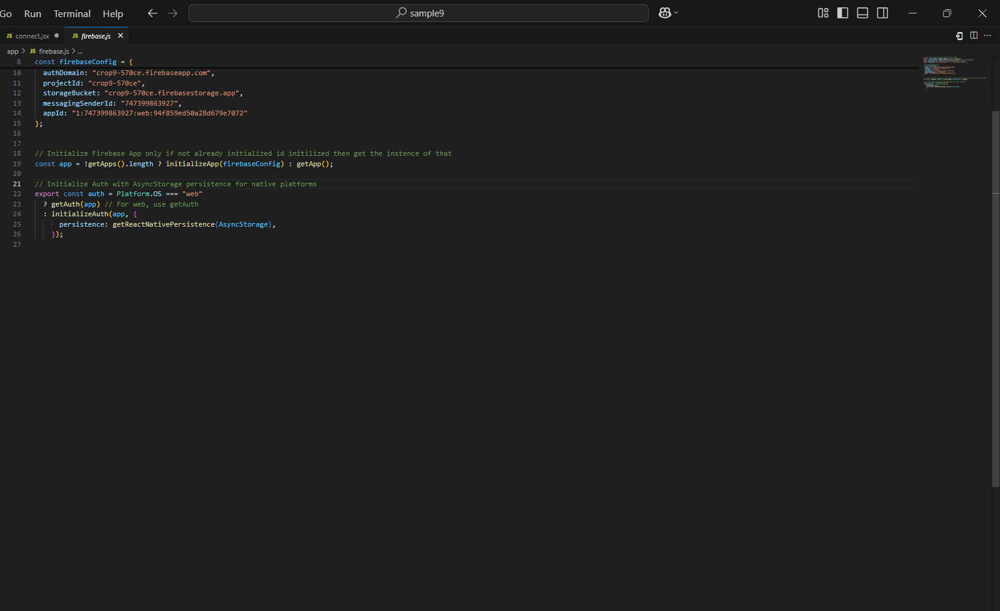 Go Run Terminal Help
sample9
JS connect.jsx
JS firebase.js
app > JS firebase.js > ...
8 const firebaseConfig = {
10 authDomain: "crop9-570ce.firebaseapp.com",
11 projectId: "crop9-570ce",
12 storageBucket: "crop9-570ce.firebasestorage.app",
13 messagingSenderId: "747399863927",
14 appId: "1:747399863927:web:94f859ed50a28d679e7072"
15 };
16
17
18 // Initialize Firebase App only if not already initialized id initilized then get the instence of that
19 const app = !getApps().length ? initializeApp(firebaseConfig) : getApp();
20
21 // Initialize Auth with AsyncStorage persistence for native platforms
22 export const auth = Platform.OS === "web"
23 ? getAuth(app) // For web, use getAuth
24 : initializeAuth(app, {
25 persistence: getReactNativePersistence(AsyncStorage),
26 });
27